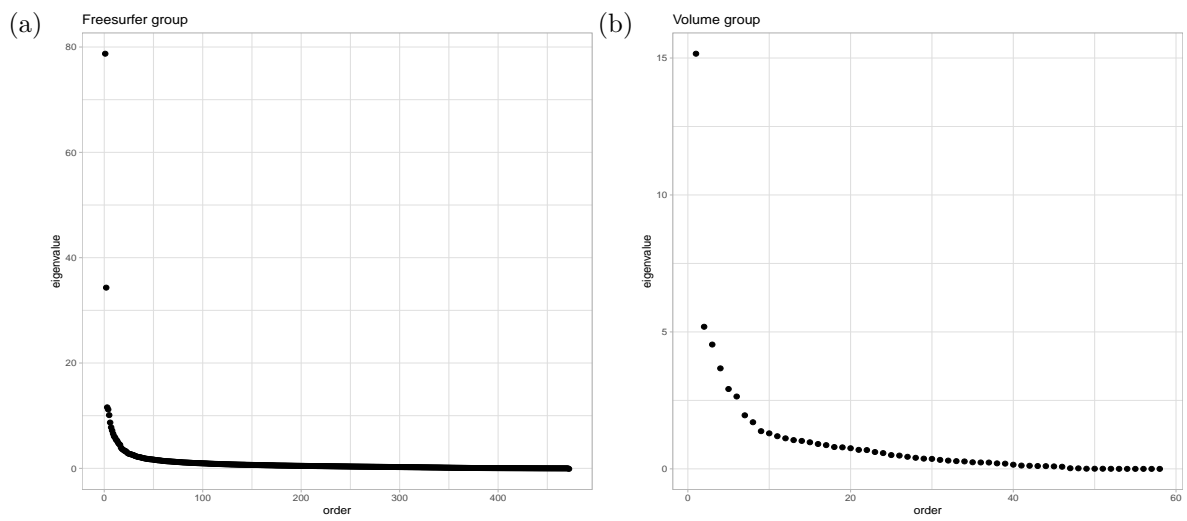 (a)
Freesurfer group
80
60
40
20
0
eigenvalue
0 100 200 300 400
order
(b)
Volume group
15
10
5
0
eigenvalue
0 20 40 60
order